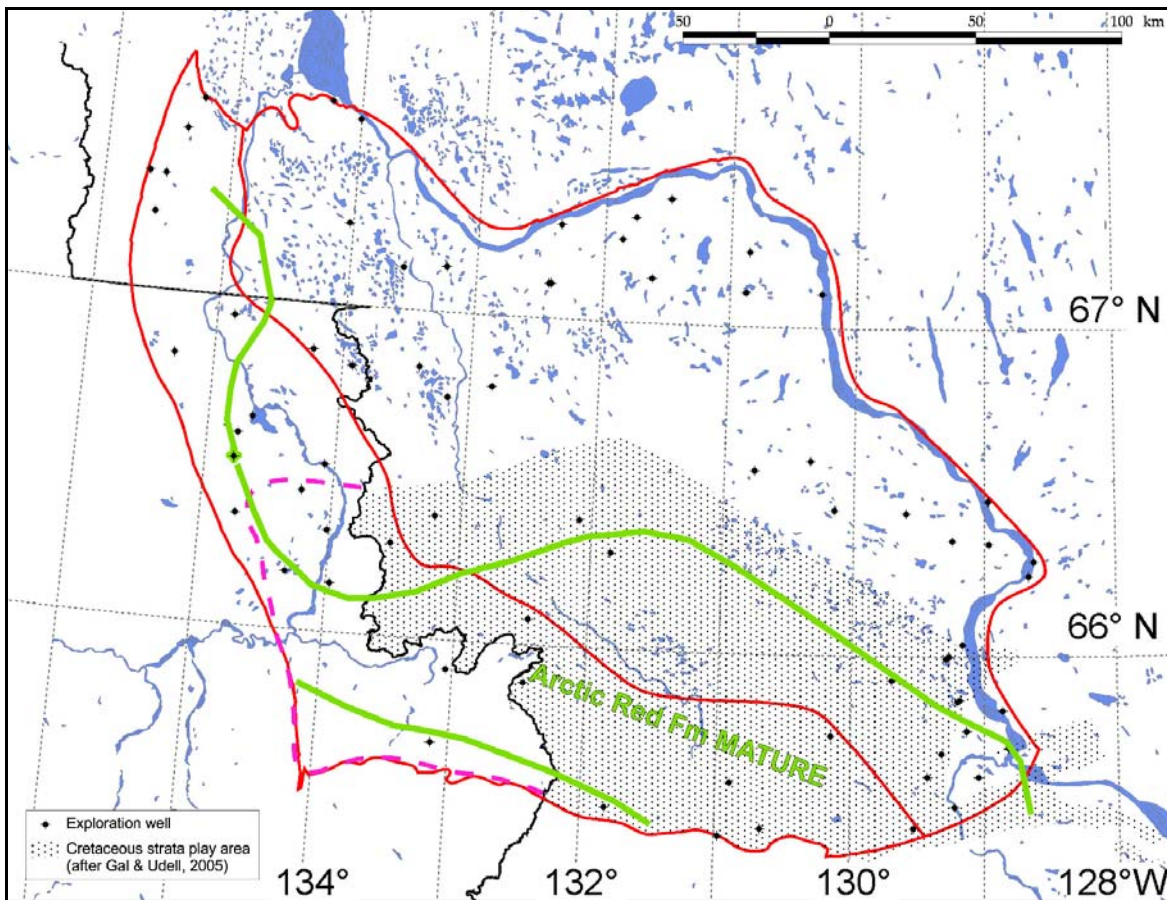 50 0 50 100 km
67° N
66° N
Arctic Red Fm MATURE
Exploration well
Cretaceous strata play area
(after Gal & Udell, 2005)
134° 132° 130° 128°W